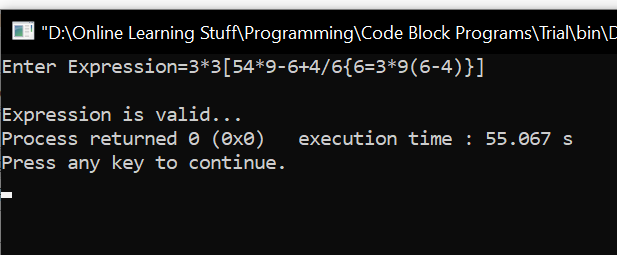 "D:\Online Learning Stuff\Programming\Code Block Programs\Trial\bin\D
Enter Expression=3*3[54*9-6+4/6{6=3*9(6-4)}]
Expression is valid...
Process returned 0 (0x0)   execution time : 55.067 s
Press any key to continue.